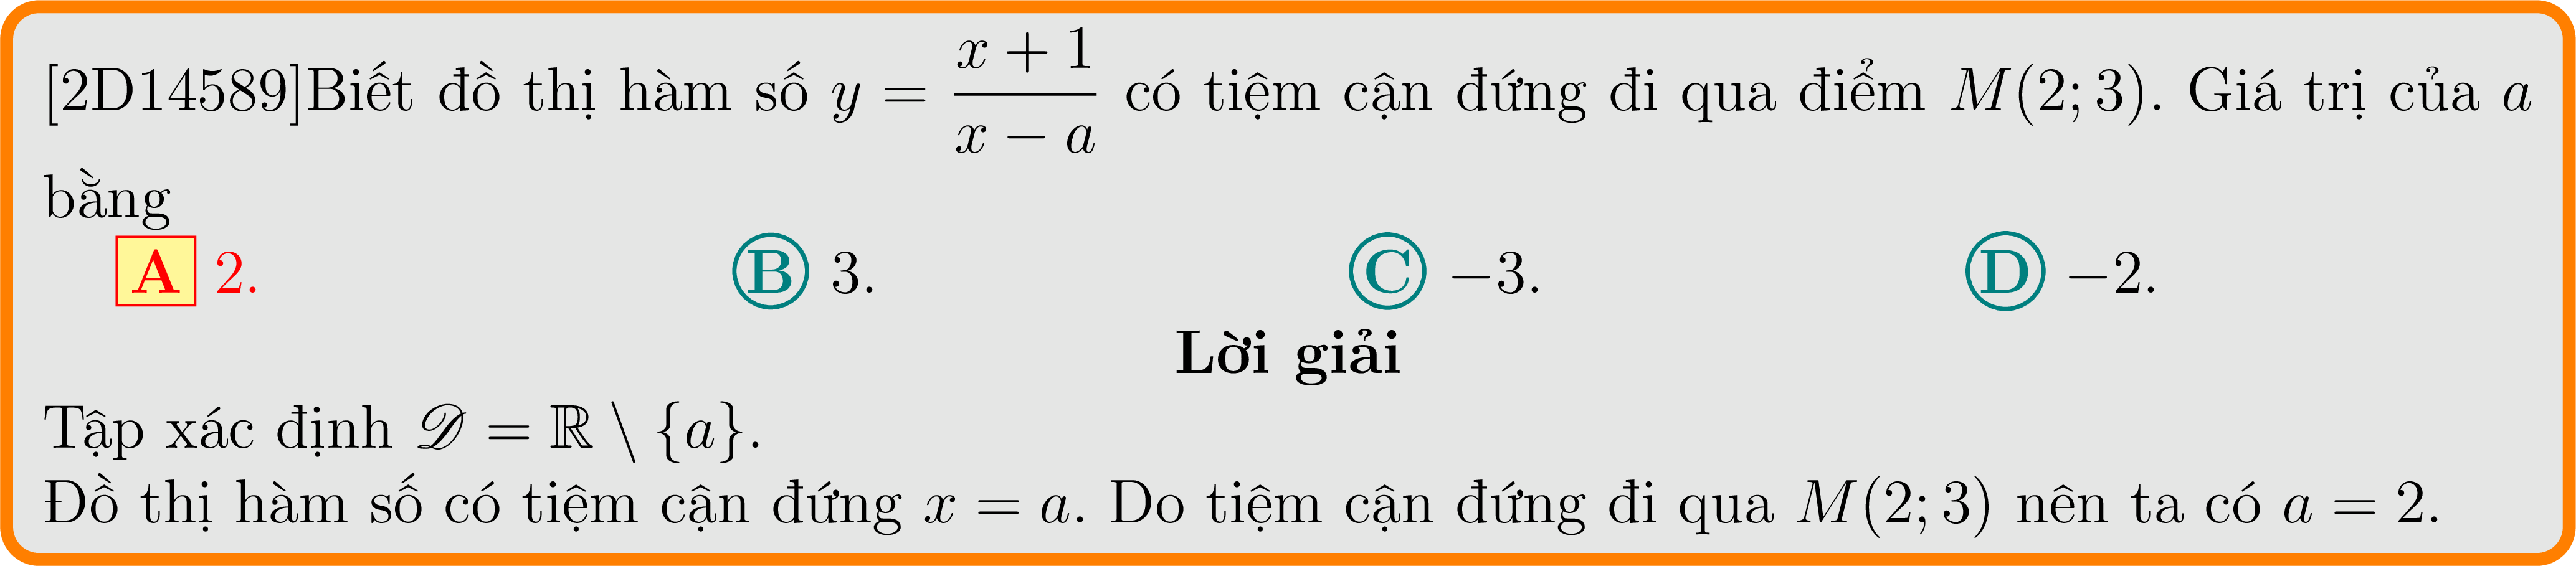 [2D14589]Biết đồ thị hàm số $y = \dfrac{x+1}{x-a}$ có tiệm cận đứng đi qua điểm $M(2;3)$. Giá trị của $a$
bằng
A 2. B 3. C −3. D −2.
Lời giải
Tập xác định $\mathscr{D} = \mathbb{R} \setminus \{a\}$.
Đồ thị hàm số có tiệm cận đứng $x = a$. Do tiệm cận đứng đi qua $M(2;3)$ nên ta có $a = 2$.